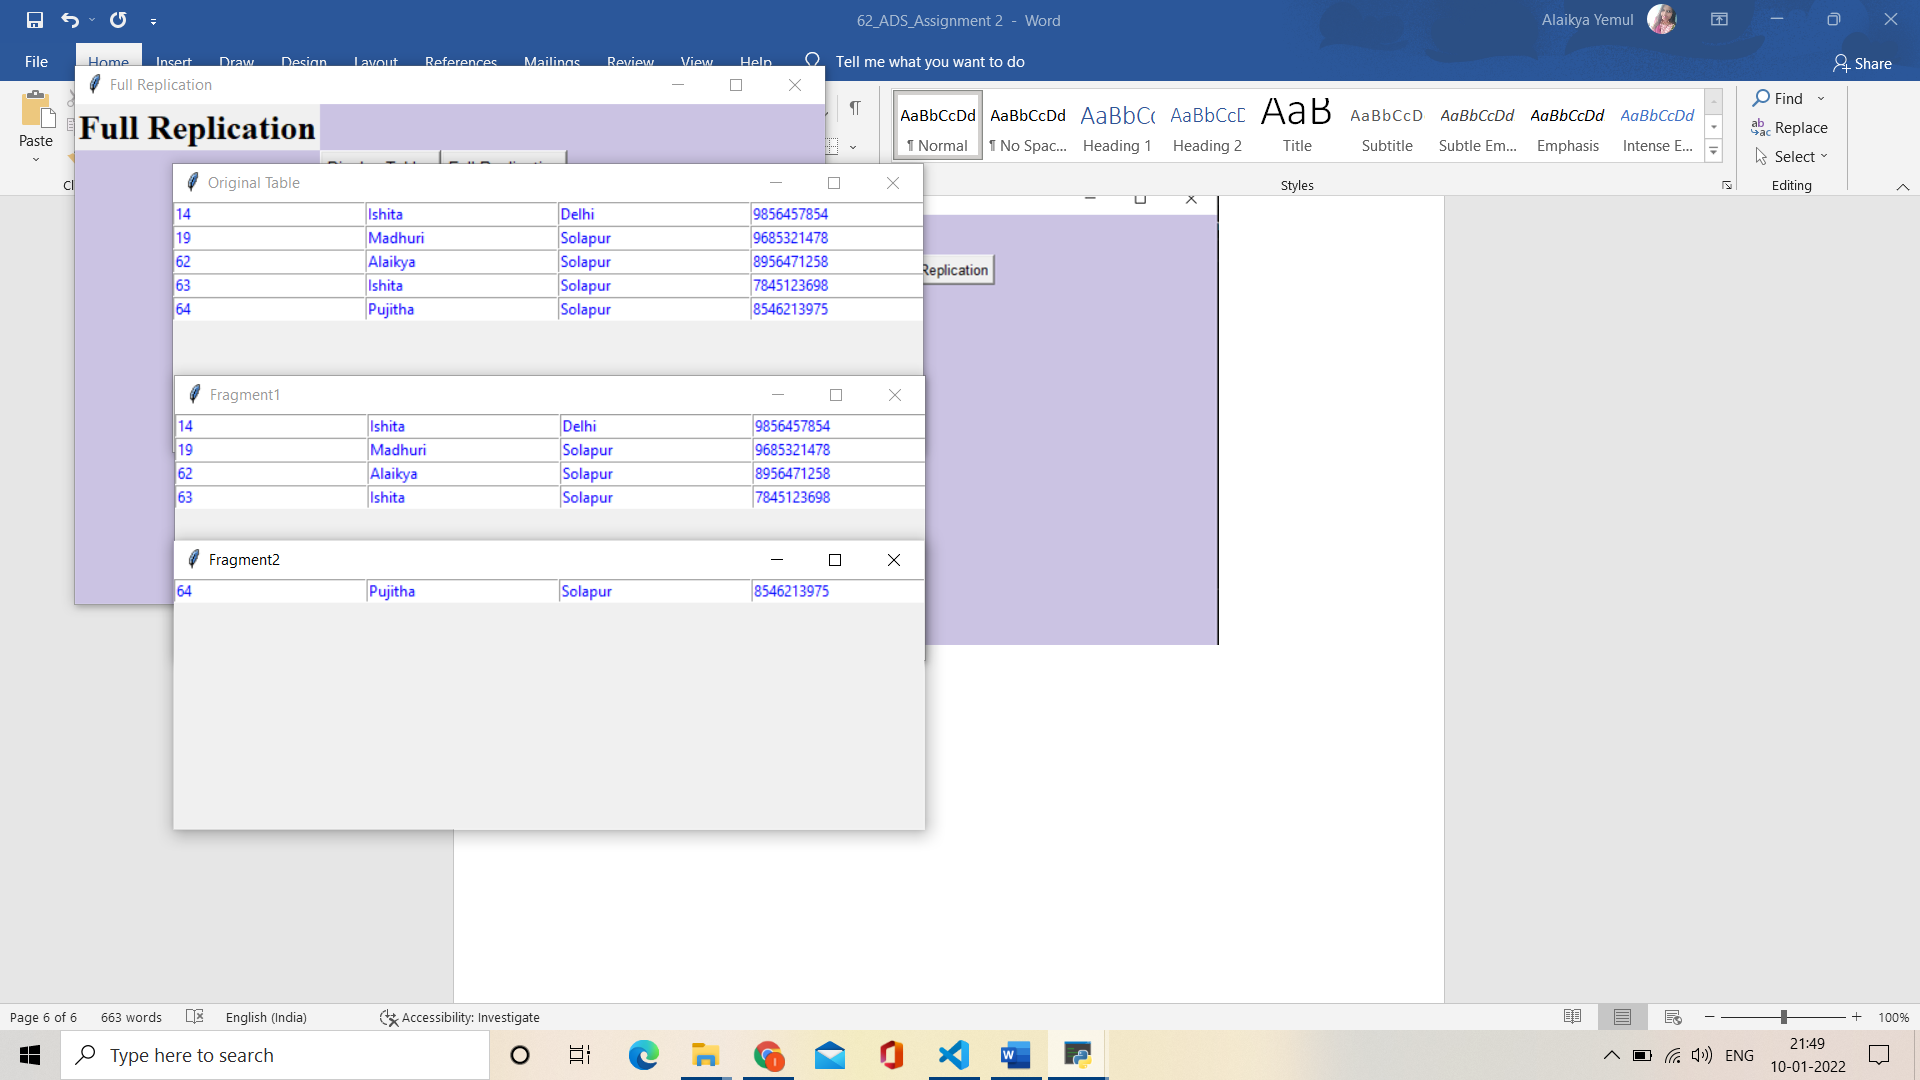 62_ADS_Assignment 2 - Word
Alaikya Yemul
File Home Insert Draw Design Layout References Mailings Review View Help Tell me what you want to do
Share
Full Replication
Full Replication
Paste
AaBbCcDd AaBbCcDd AaBbCc AaBbCcC AaB AaBbCcD AaBbCcDd AaBbCcDd AaBbCcDd
¶ Normal ¶ No Spac... Heading 1 Heading 2 Title Subtitle Subtle Em... Emphasis Intense E...
Styles
Find
Replace
Select
Editing
Original Table
14 Ishita Delhi 9856457854
19 Madhuri Solapur 9685321478
62 Alaikya Solapur 8956471258
63 Ishita Solapur 7845123698
64 Pujitha Solapur 8546213975
Replication
Fragment1
14 Ishita Delhi 9856457854
19 Madhuri Solapur 9685321478
62 Alaikya Solapur 8956471258
63 Ishita Solapur 7845123698
Fragment2
64 Pujitha Solapur 8546213975
Page 6 of 6 663 words English (India) Accessibility: Investigate 100%
Type here to search
ENG
21:49
10-01-2022